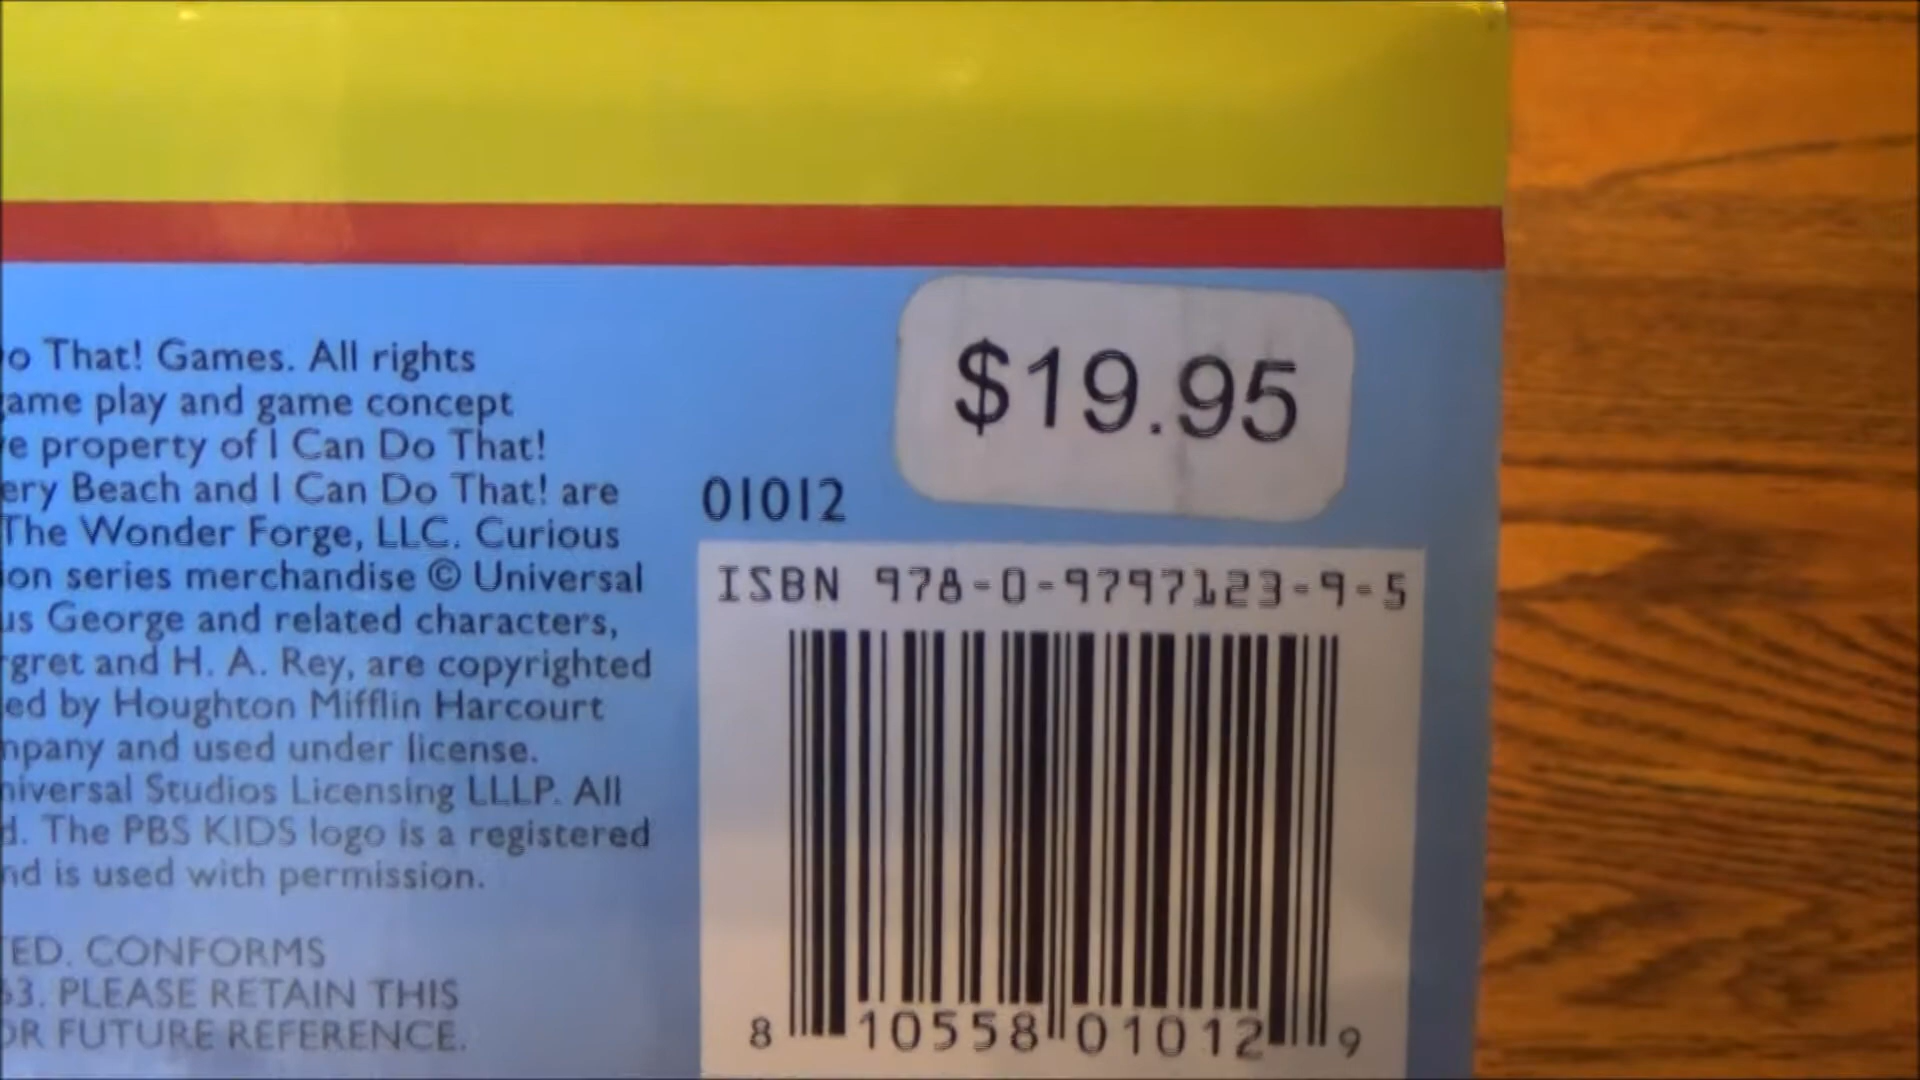 o That! Games. All rights
ame play and game concept
e property of I Can Do That!
ery Beach and I Can Do That! are
The Wonder Forge, LLC. Curious
on series merchandise © Universal
us George and related characters,
rgret and H. A. Rey, are copyrighted
ed by Houghton Mifflin Harcourt
mpany and used under license.
niversal Studios Licensing LLLP. All
d. The PBS KIDS logo is a registered
nd is used with permission.
TED. CONFORMS
63. PLEASE RETAIN THIS
OR FUTURE REFERENCE.
$19.95
01012
ISBN 978-0-9797123-9-5
8 10558 01012 9